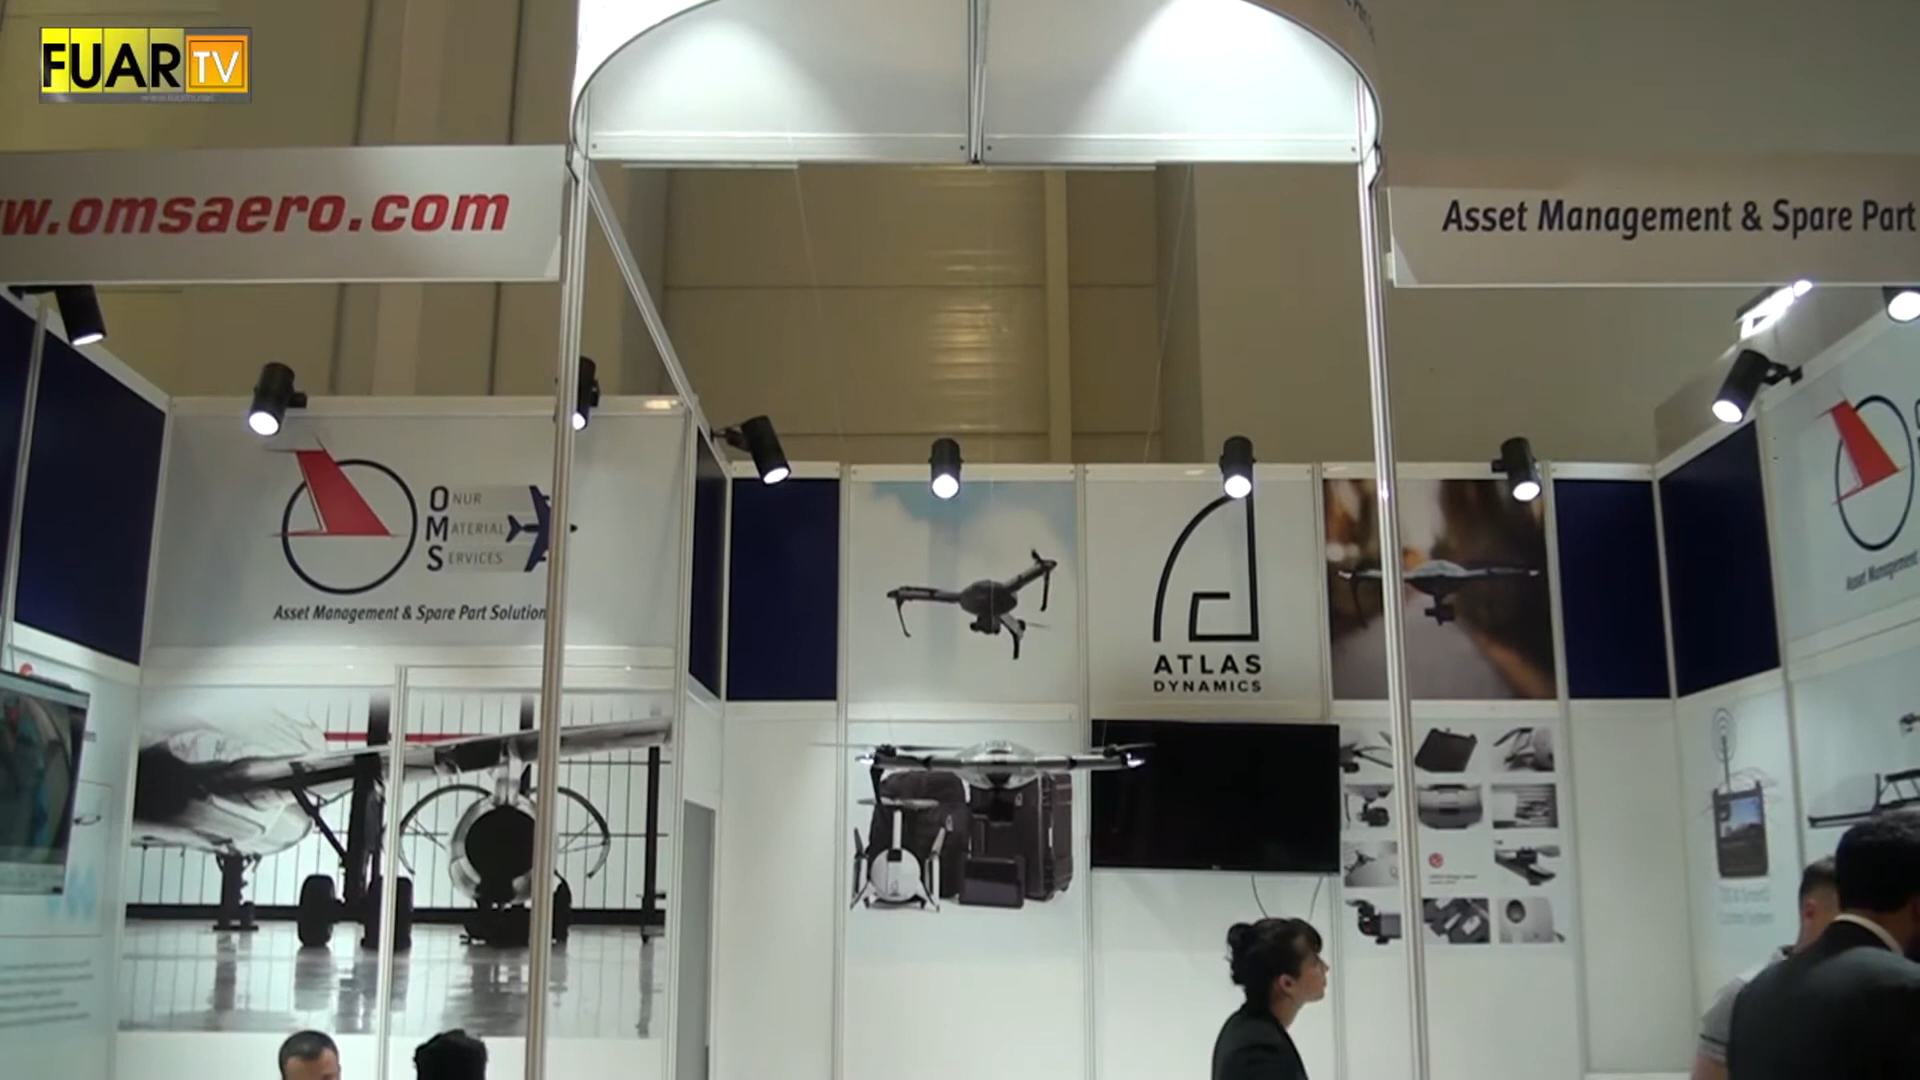 FUAR TV
w.omsaero.com
Asset Management & Spare Part
ONUR
MATERIAL
SERVICES
Asset Management & Spare Part Solution
ATLAS
DYNAMICS
Asset Management